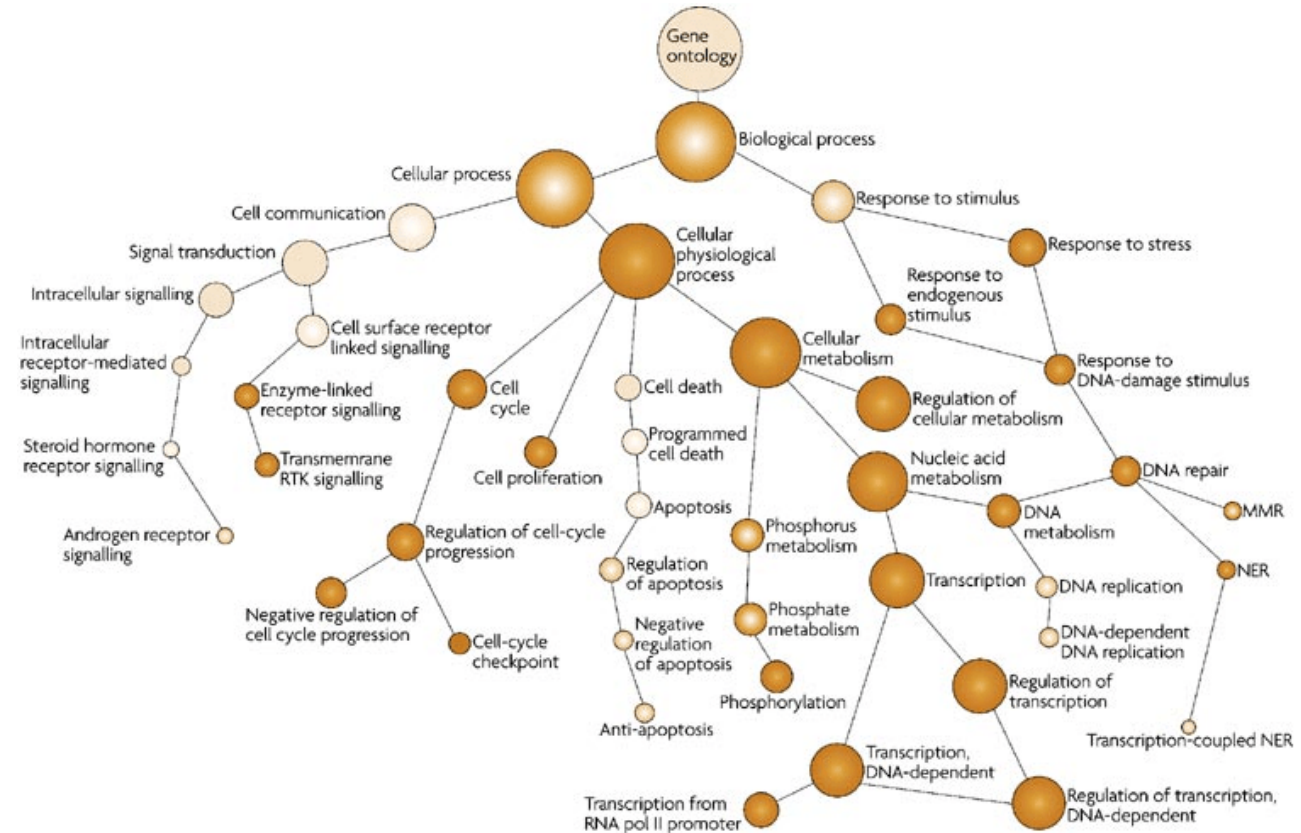 Gene
ontology
Biological process
Cellular process
Response to stimulus
Cell communication
Cellular
physiological
process
Response to stress
Signal transduction
Response to
endogenous
stimulus
Intracellular signalling
Cell surface receptor
linked signalling
Cellular
metabolism
Intracellular
receptor-mediated
signalling
Response to
DNA-damage stimulus
Enzyme-linked
receptor signalling
Cell
cycle
Cell death
Regulation of
cellular metabolism
Steroid hormone
receptor signalling
Transmemrane
RTK signalling
Cell proliferation
Programmed
cell death
Nucleic acid
metabolism
DNA repair
Apoptosis
DNA
metabolism
MMR
Androgen receptor
signalling
Regulation of cell-cycle
progression
Phosphorus
metabolism
Regulation
of apoptosis
Transcription
DNA replication
NER
Negative regulation of
cell cycle progression
Cell-cycle
checkpoint
Negative
regulation
of apoptosis
Phosphate
metabolism
DNA-dependent
DNA replication
Phosphorylation
Regulation of
transcription
Anti-apoptosis
Transcription-coupled NER
Transcription,
DNA-dependent
Transcription from
RNA pol II promoter
Regulation of transcription,
DNA-dependent